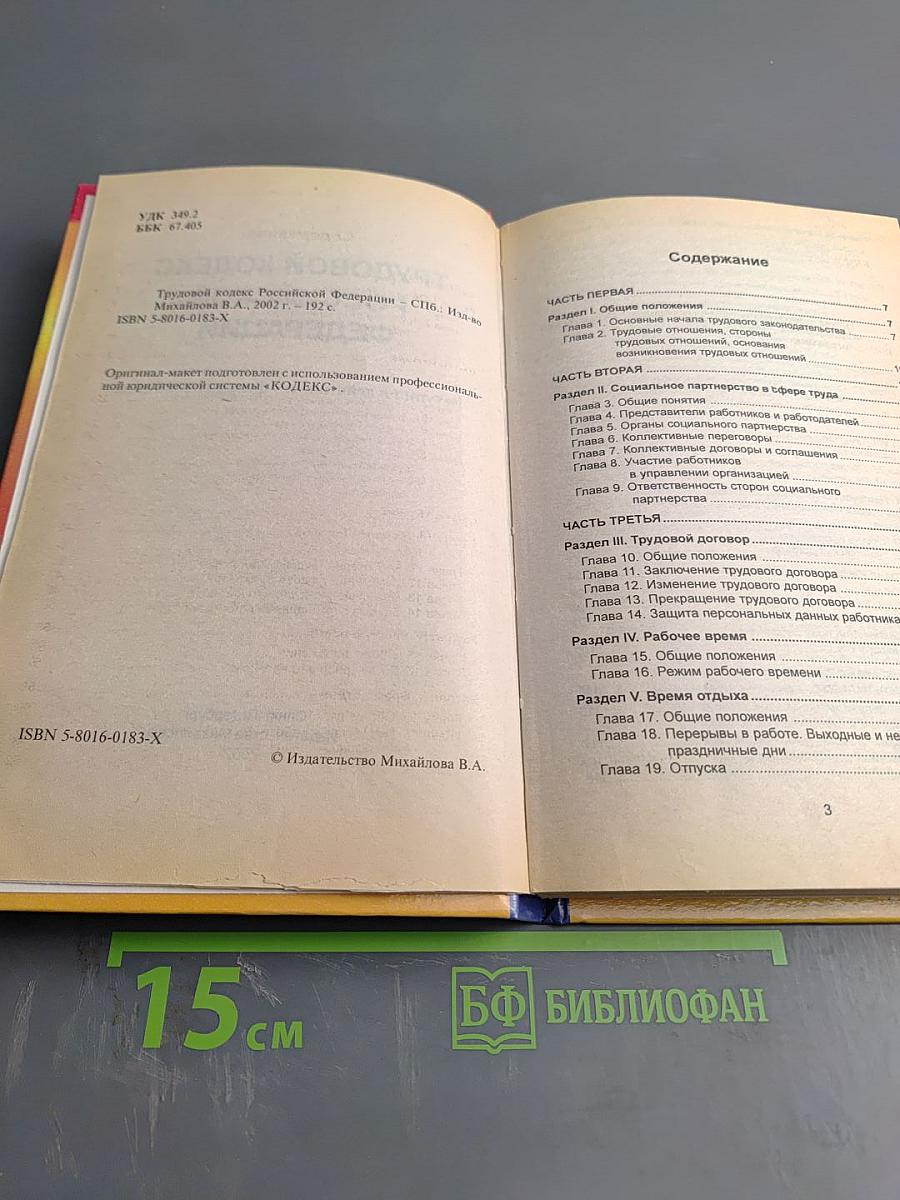 УДК 349.2
ББК 67.405
Трудовой кодекс Российской Федерации – СПб.: Изд-во
Михайлова В.А., 2002 г. – 192 с.
ISBN 5-8016-0183-X
Оригинал-макет подготовлен с использованием профессиональ-
ной юридической системы «КОДЕКС» .
ISBN 5-8016-0183-X
© Издательство Михайлова В.А.
Содержание
ЧАСТЬ ПЕРВАЯ ........ 7
Раздел I. Общие положения ........ 7
Глава 1. Основные начала трудового законодательства ........ 7
Глава 2. Трудовые отношения, стороны
трудовых отношений, основания
возникновения трудовых отношений ........
ЧАСТЬ ВТОРАЯ ........
Раздел II. Социальное партнерство в сфере труда ........
Глава 3. Общие понятия ........
Глава 4. Представители работников и работодателей ........
Глава 5. Органы социального партнерства ........
Глава 6. Коллективные переговоры ........
Глава 7. Коллективные договоры и соглашения ........
Глава 8. Участие работников
в управлении организацией ........
Глава 9. Ответственность сторон социального
партнерства ........
ЧАСТЬ ТРЕТЬЯ ........
Раздел III. Трудовой договор ........
Глава 10. Общие положения ........
Глава 11. Заключение трудового договора ........
Глава 12. Изменение трудового договора ........
Глава 13. Прекращение трудового договора ........
Глава 14. Защита персональных данных работника
Раздел IV. Рабочее время ........
Глава 15. Общие положения ........
Глава 16. Режим рабочего времени ........
Раздел V. Время отдыха ........
Глава 17. Общие положения ........
Глава 18. Перерывы в работе. Выходные и не
праздничные дни ........
Глава 19. Отпуска ........
3
15 см
БФ БИБЛИОФАН